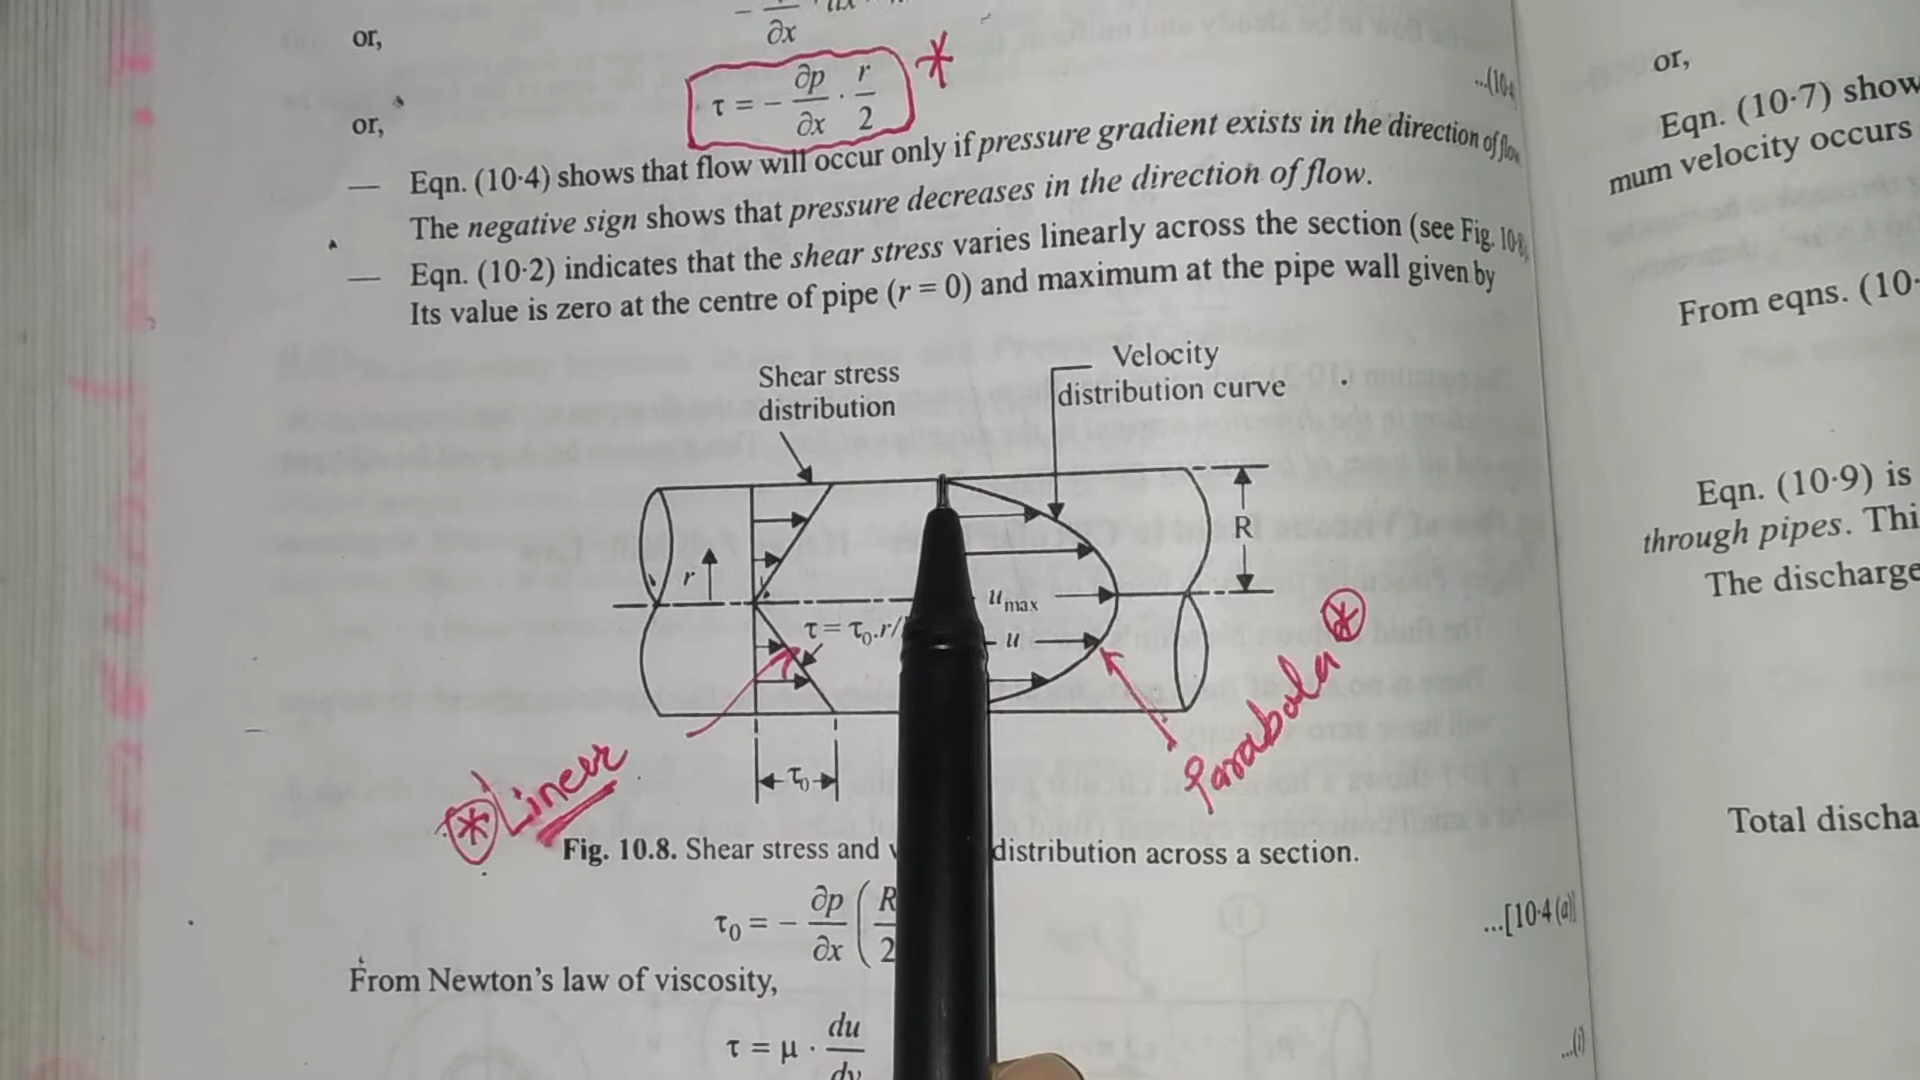 or,
∂x
or,
τ = − ∂p/∂x · r/2
— Eqn. (10·4) shows that flow will occur only if pressure gradient exists in the direction of flow
The negative sign shows that pressure decreases in the direction of flow.
— Eqn. (10·2) indicates that the shear stress varies linearly across the section (see Fig. 10·8
Its value is zero at the centre of pipe (r = 0) and maximum at the pipe wall given by
Shear stress
distribution
Velocity
distribution curve
R
r
u max
τ = τ0.r/
u
Parabola
τ0
Lineer
Fig. 10.8. Shear stress and distribution across a section.
τ0 = − ∂p/∂x (R/2
...[10·4 (a)]
From Newton's law of viscosity,
τ = μ · du/dy
...(i)
or,
Eqn. (10·7) show
mum velocity occurs
From eqns. (10·
Eqn. (10·9) is
through pipes. Thi
The discharge
Total discha